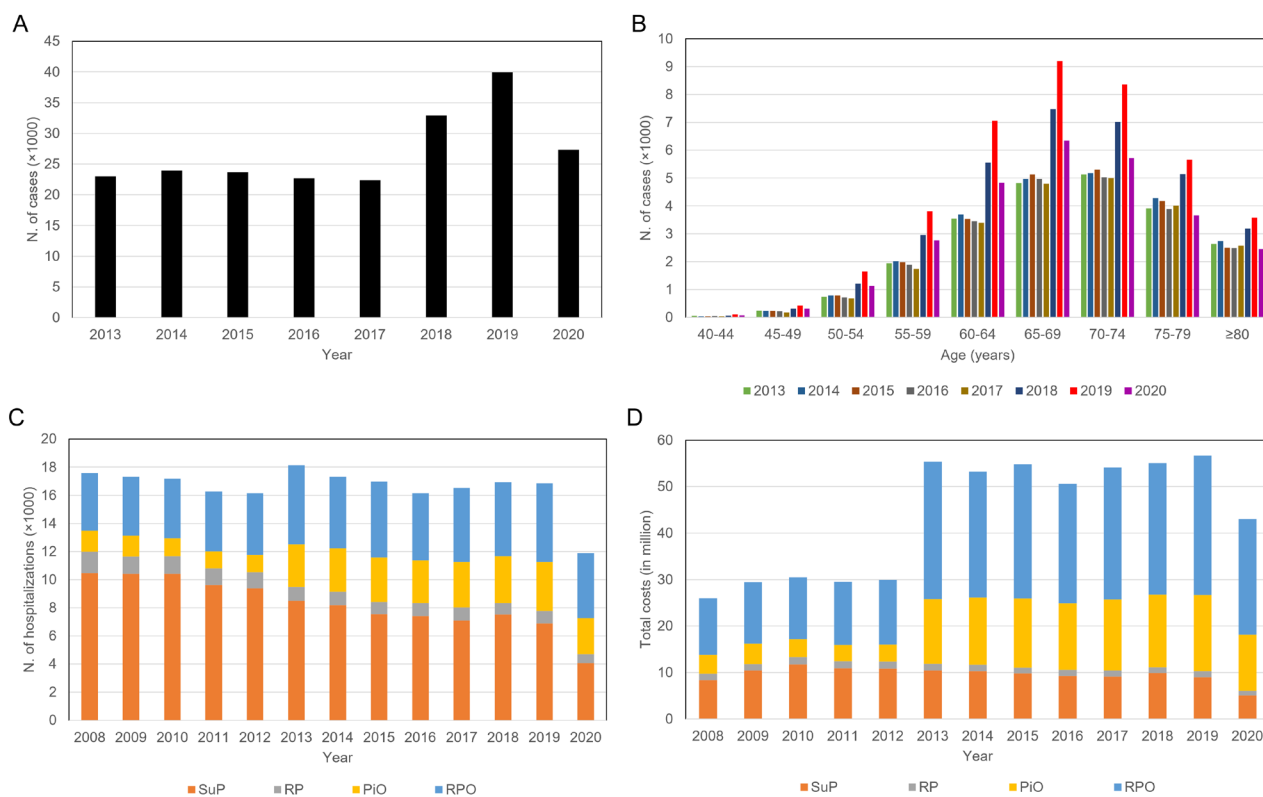 A
N. of cases (×1000)
45
40
35
30
25
20
15
10
5
0
2013 2014 2015 2016 2017 2018 2019 2020
Year
B
N. of cases (×1000)
10
9
8
7
6
5
4
3
2
1
0
40-44 45-49 50-54 55-59 60-64 65-69 70-74 75-79 ≥80
Age (years)
2013 2014 2015 2016 2017 2018 2019 2020
C
N. of hospitalizations (×1000)
20
18
16
14
12
10
8
6
4
2
0
2008 2009 2010 2011 2012 2013 2014 2015 2016 2017 2018 2019 2020
Year
SuP RP PiO RPO
D
Total costs (in million)
60
50
40
30
20
10
0
2008 2009 2010 2011 2012 2013 2014 2015 2016 2017 2018 2019 2020
Year
SuP RP PiO RPO